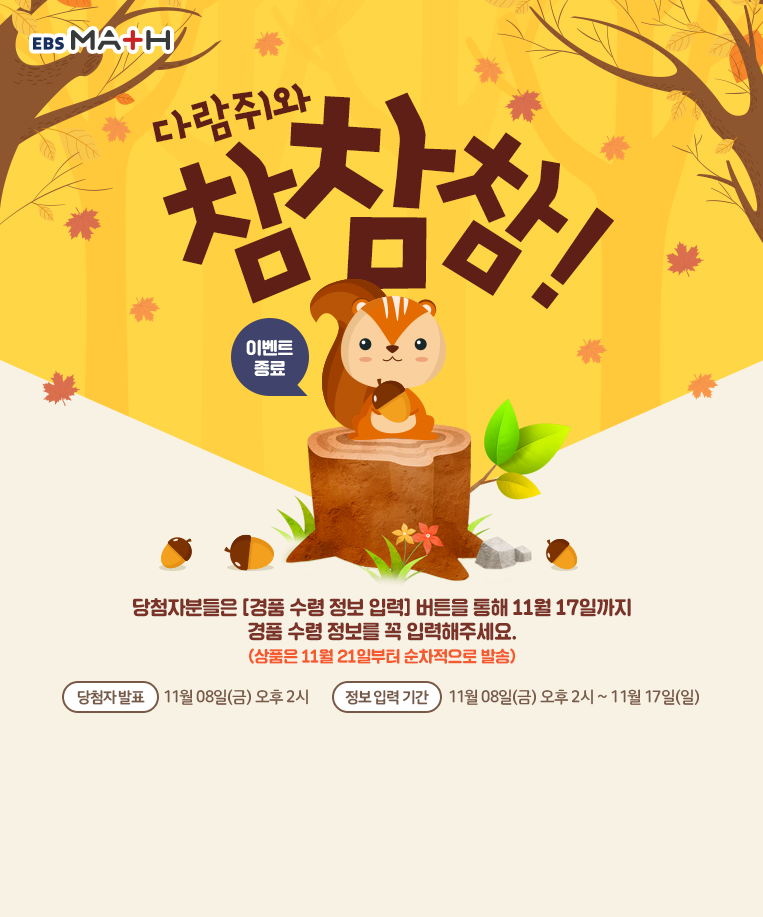 EBS MATH
다람쥐와
참참참!
이벤트
종료
당첨자분들은 [경품 수령 정보 입력] 버튼을 통해 11월 17일까지
경품 수령 정보를 꼭 입력해주세요.
(상품은 11월 21일부터 순차적으로 발송)
당첨자 발표 11월 08일(금) 오후 2시 정보 입력 기간 11월 08일(금) 오후 2시 ~ 11월 17일(일)